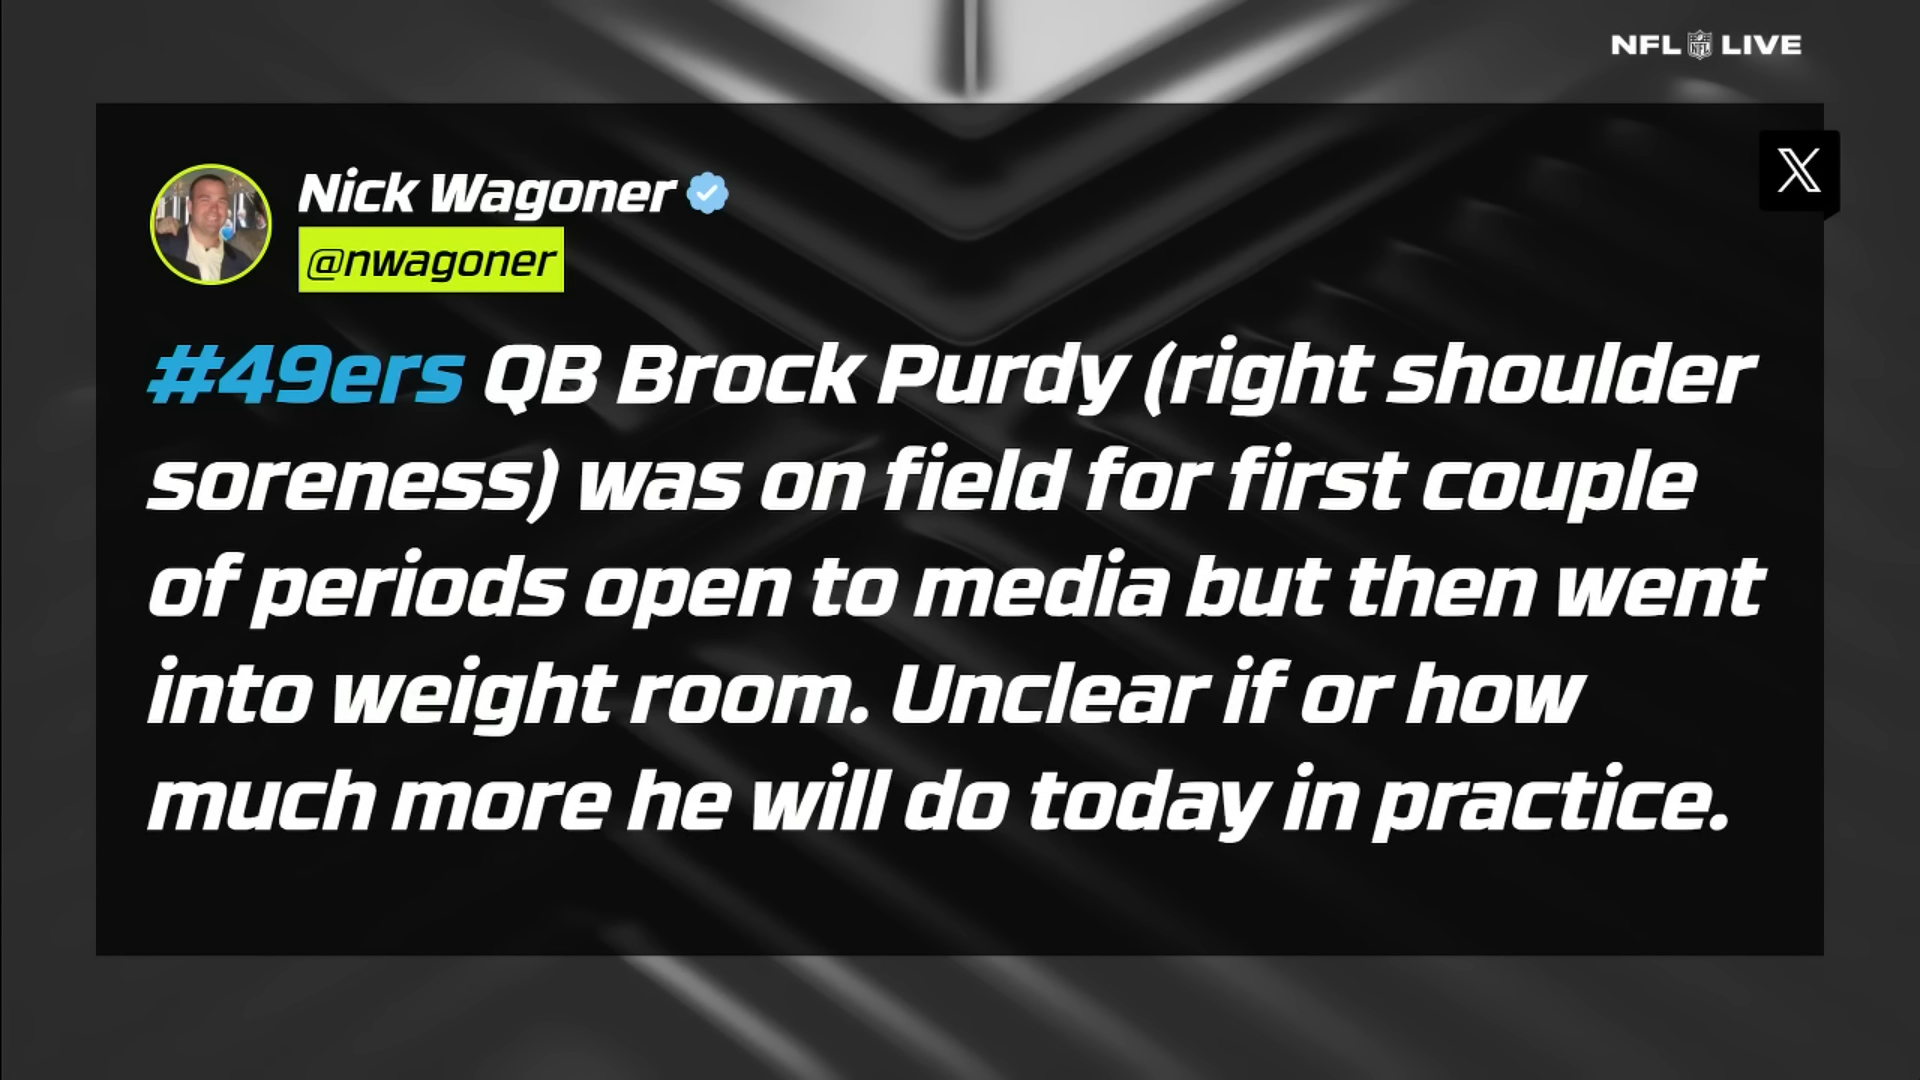 NFL NFL LIVE
X
Nick Wagoner
@nwagoner
#49ers QB Brock Purdy (right shoulder
soreness) was on field for first couple
of periods open to media but then went
into weight room. Unclear if or how
much more he will do today in practice.